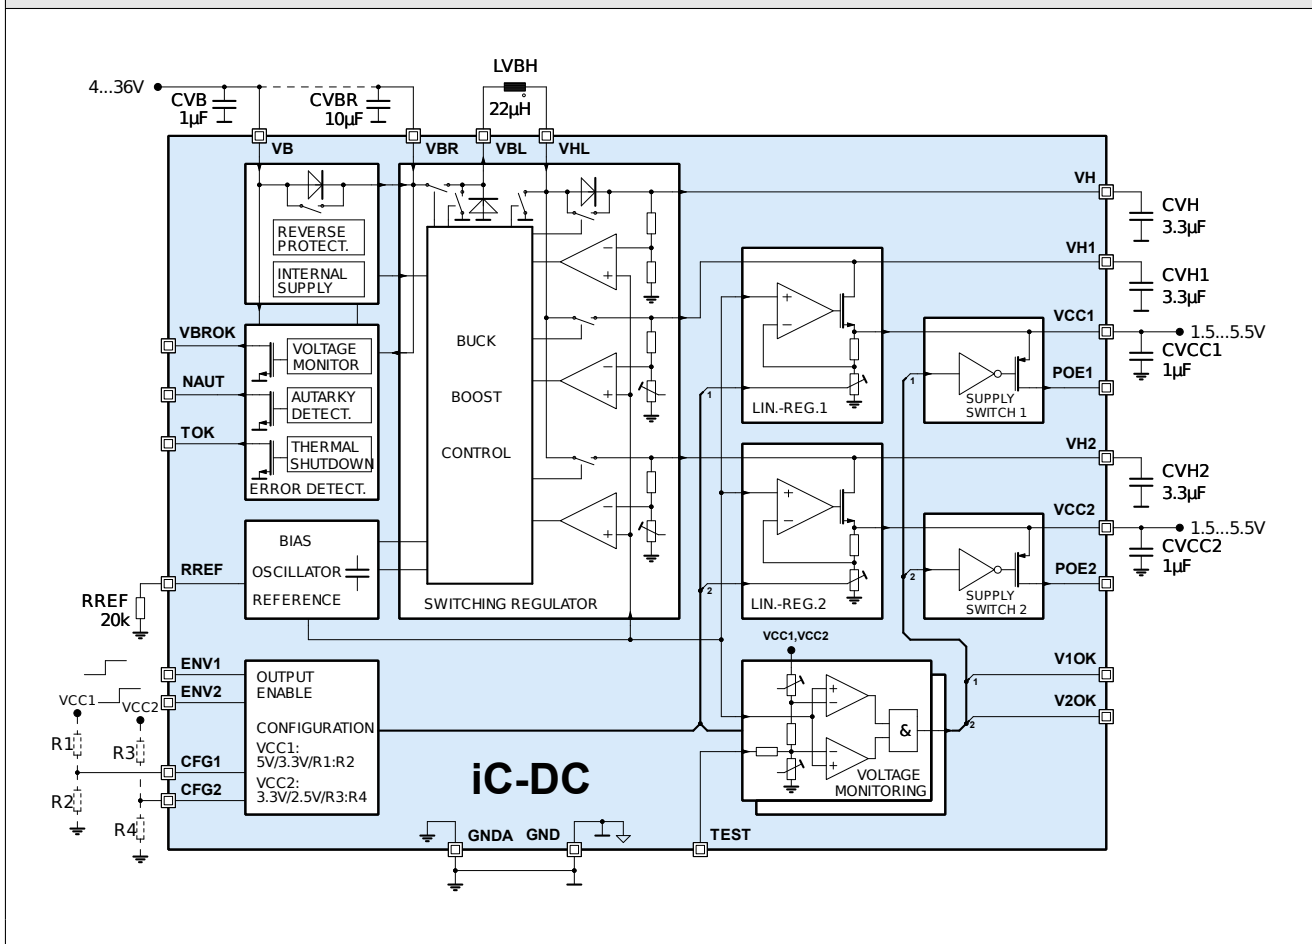 LVBH
4...36V
CVB
1µF
CVBR
10µF
22µH
VB
VBR
VBL
VHL
VH
CVH
3.3µF
REVERSE
PROTECT.
INTERNAL
SUPPLY
VH1
CVH1
3.3µF
VBROK
VOLTAGE
MONITOR
NAUT
AUTARKY
DETECT.
TOK
THERMAL
SHUTDOWN
ERROR DETECT.
BUCK
BOOST
CONTROL
SWITCHING REGULATOR
+
−
+
−
+
−
+
−
1
LIN.-REG.1
VCC1
1.5...5.5V
CVCC1
1µF
POE1
1
SUPPLY
SWITCH 1
VH2
CVH2
3.3µF
+
−
2
LIN.-REG.2
VCC2
1.5...5.5V
CVCC2
1µF
POE2
2
SUPPLY
SWITCH 2
BIAS
OSCILLATOR
REFERENCE
RREF
RREF
20k
VCC1,VCC2
ENV1
ENV2
VCC1
VCC2
R1
R2
R3
R4
CFG1
CFG2
OUTPUT
ENABLE
CONFIGURATION
VCC1:
5V/3.3V/R1:R2
VCC2:
3.3V/2.5V/R3:R4
iC-DC
+
−
−
+
&
VOLTAGE
MONITORING
V1OK
1
V2OK
2
GNDA
GND
TEST